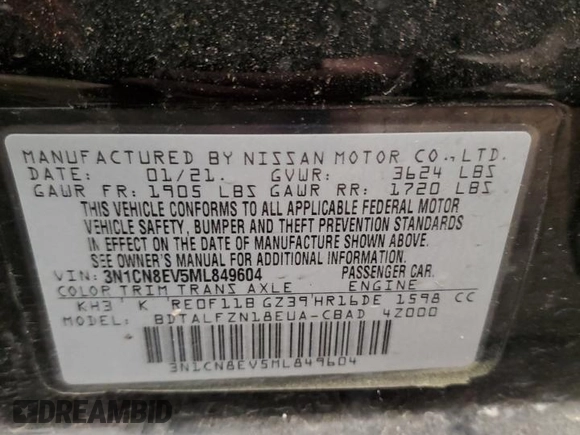 MANUFACTURED BY NISSAN MOTOR CO.,LTD.
DATE: 01/21. GVWR: 3624 LBS
GAWR FR: 1905 LBS GAWR RR: 1720 LBS
THIS VEHICLE CONFORMS TO ALL APPLICABLE FEDERAL MOTOR
VEHICLE SAFETY, BUMPER AND THEFT PREVENTION STANDARDS
IN EFFECT ON THE DATE OF MANUFACTURE SHOWN ABOVE.
SEE OWNER'S MANUAL FOR ADDITIONAL INFORMATION.
VIN: 3N1CN8EV5ML849604 PASSENGER CAR.
COLOR TRIM TRANS AXLE ENGINE
KH3 K RE0F11B GZ39 HR16DE 1598 CC
MODEL: BDTALFZN18EUA-CBAD 4Z000
3N1CN8EV5ML849604
DREAMBID